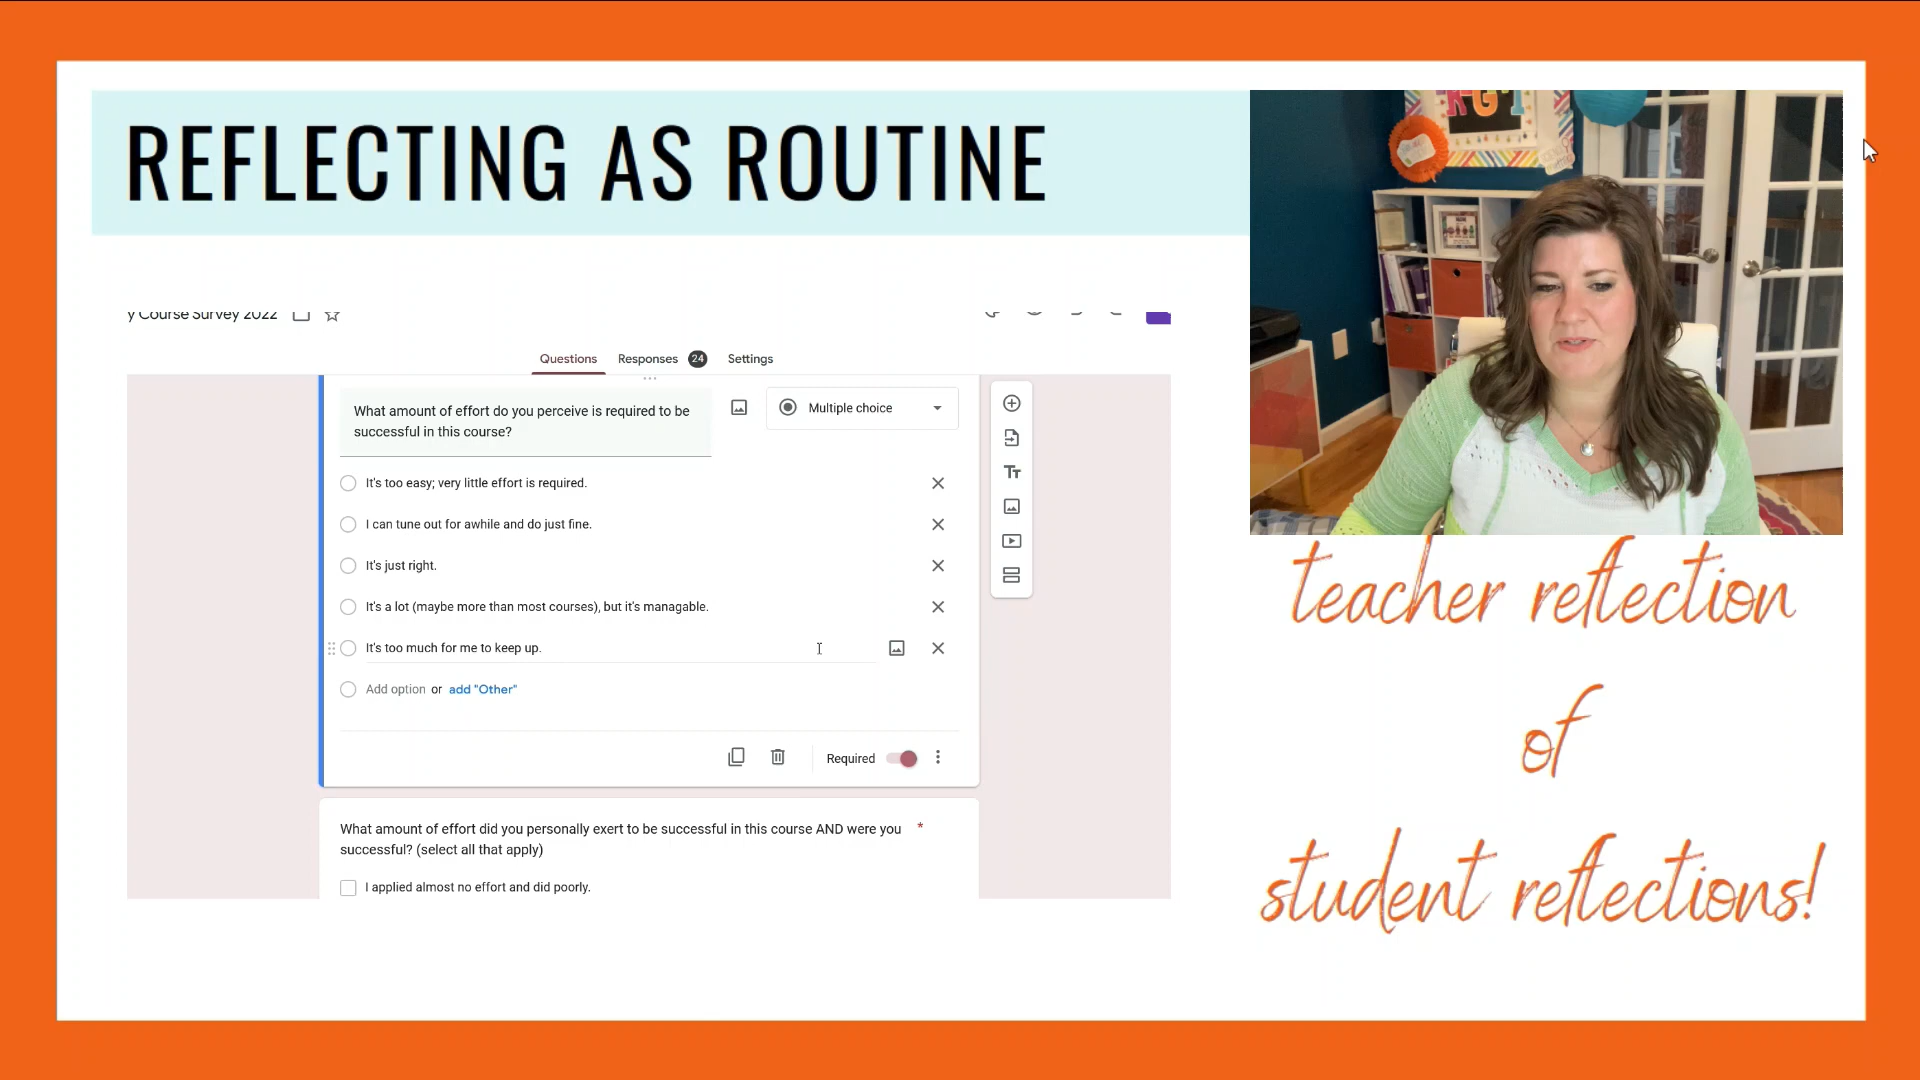 REFLECTING AS ROUTINE
y Course Survey 2022
Questions Responses 24 Settings
What amount of effort do you perceive is required to be
successful in this course?
Multiple choice
It's too easy; very little effort is required.
I can tune out for awhile and do just fine.
It's just right.
It's a lot (maybe more than most courses), but it's managable.
It's too much for me to keep up.
Add option or add "Other"
Required
What amount of effort did you personally exert to be successful in this course AND were you *
successful? (select all that apply)
I applied almost no effort and did poorly.
teacher reflection
of
student reflections!